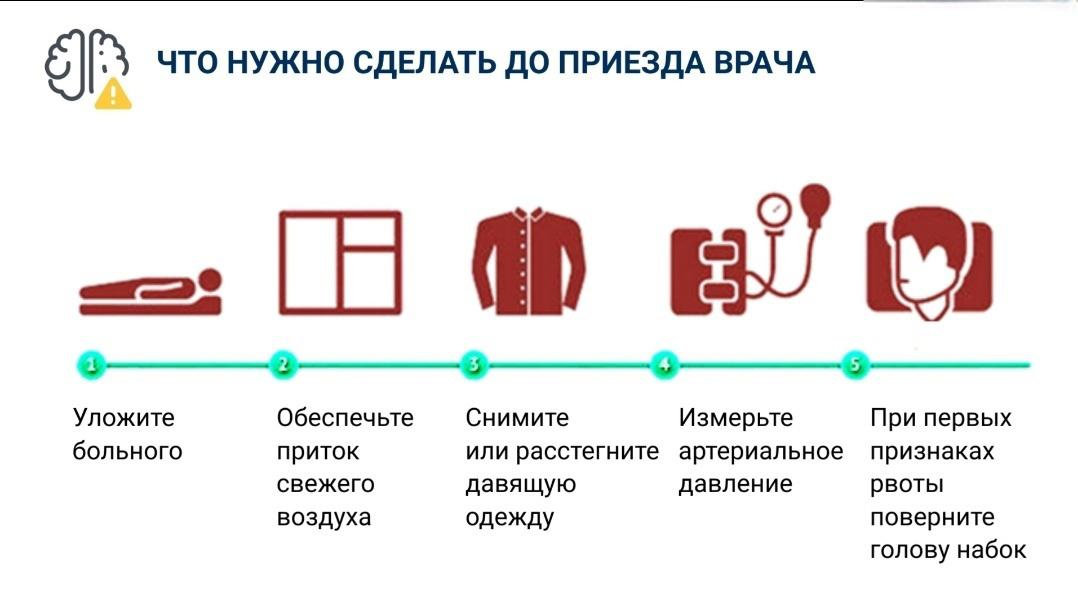 ЧТО НУЖНО СДЕЛАТЬ ДО ПРИЕЗДА ВРАЧА
1
2
3
4
5
Уложите
больного
Обеспечьте
приток
свежего
воздуха
Снимите
или расстегните
давящую
одежду
Измерьте
артериальное
давление
При первых
признаках
рвоты
поверните
голову набок